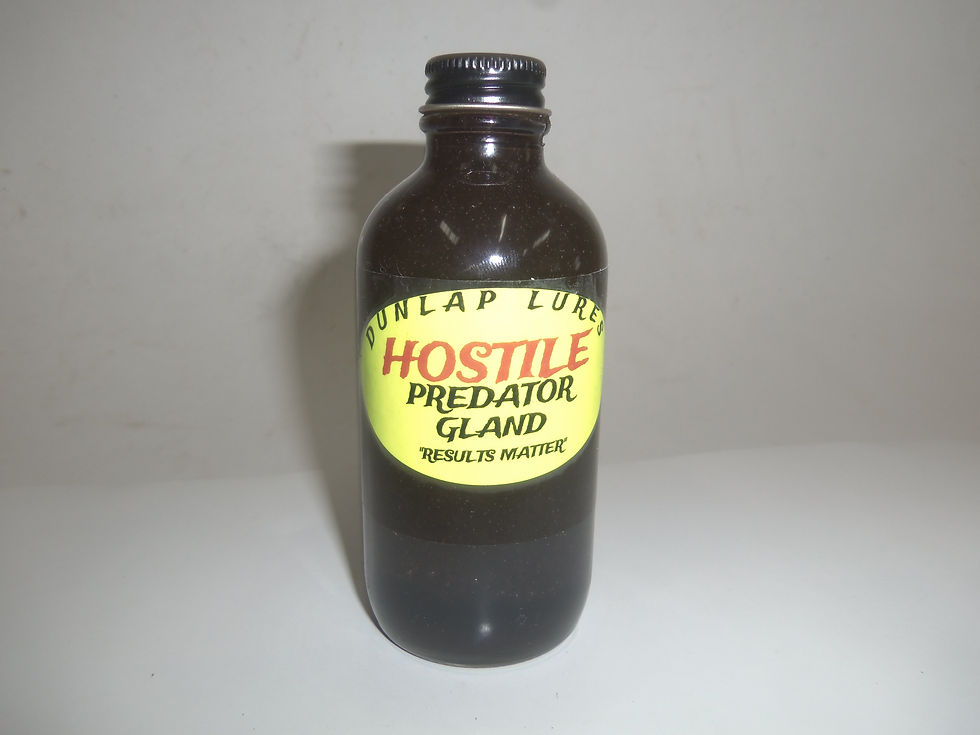 DUNLAP LURES
HOSTILE
PREDATOR
GLAND
"RESULTS MATTER"